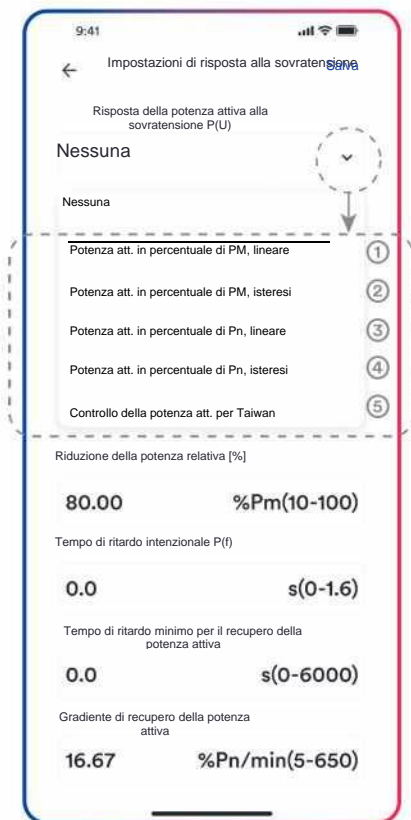 9:41
Impostazioni di risposta alla sovratensione
Salva
Risposta della potenza attiva alla
sovratensione P(U)
Nessuna
Nessuna
Potenza att. in percentuale di PM, lineare
①
Potenza att. in percentuale di PM, isteresi
②
Potenza att. in percentuale di Pn, lineare
③
Potenza att. in percentuale di Pn, isteresi
④
Controllo della potenza att. per Taiwan
⑤
Riduzione della potenza relativa [%]
80.00 %Pm(10-100)
Tempo di ritardo intenzionale P(f)
0.0 s(0-1.6)
Tempo di ritardo minimo per il recupero della
potenza attiva
0.0 s(0-6000)
Gradiente di recupero della potenza
attiva
16.67 %Pn/min(5-650)